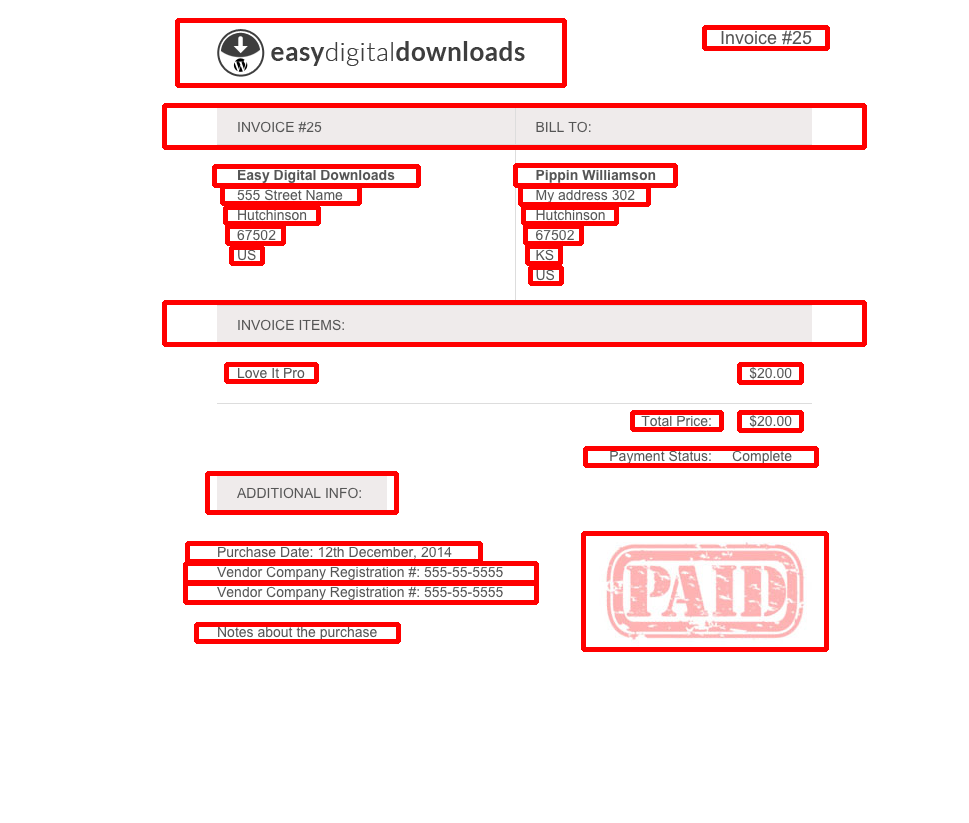 easydigitaldownloads
Invoice #25
INVOICE #25
BILL TO:
Easy Digital Downloads
555 Street Name
Hutchinson
67502
US
Pippin Williamson
My address 302
Hutchinson
67502
KS
US
INVOICE ITEMS:
Love It Pro $20.00
Total Price: $20.00
Payment Status: Complete
ADDITIONAL INFO:
Purchase Date: 12th December, 2014
Vendor Company Registration #: 555-55-5555
Vendor Company Registration #: 555-55-5555
Notes about the purchase
PAID